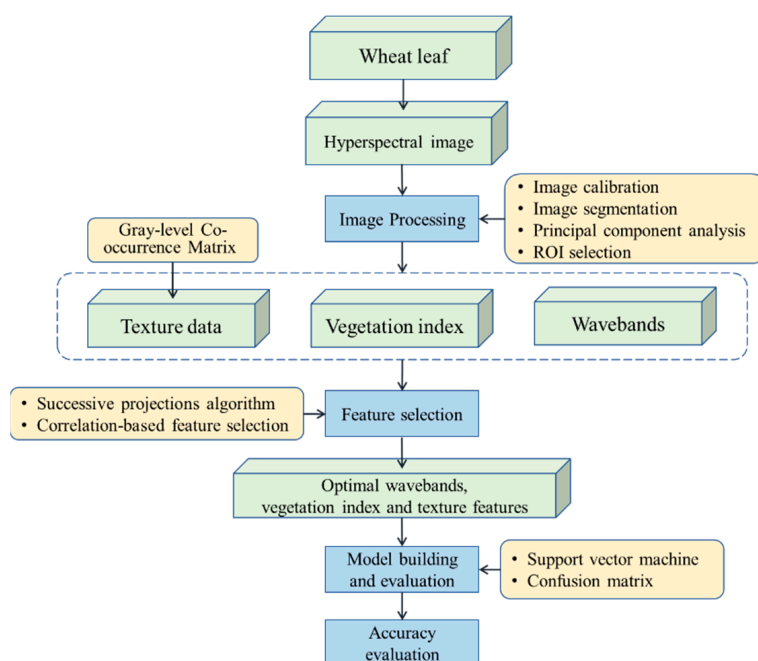 Wheat leaf
Hyperspectral image
Image Processing
• Image calibration
• Image segmentation
• Principal component analysis
• ROI selection
Gray-level Co-
occurrence Matrix
Texture data
Vegetation index
Wavebands
• Successive projections algorithm
• Correlation-based feature selection
Feature selection
Optimal wavebands,
vegetation index and texture features
Model building
and evaluation
• Support vector machine
• Confusion matrix
Accuracy
evaluation